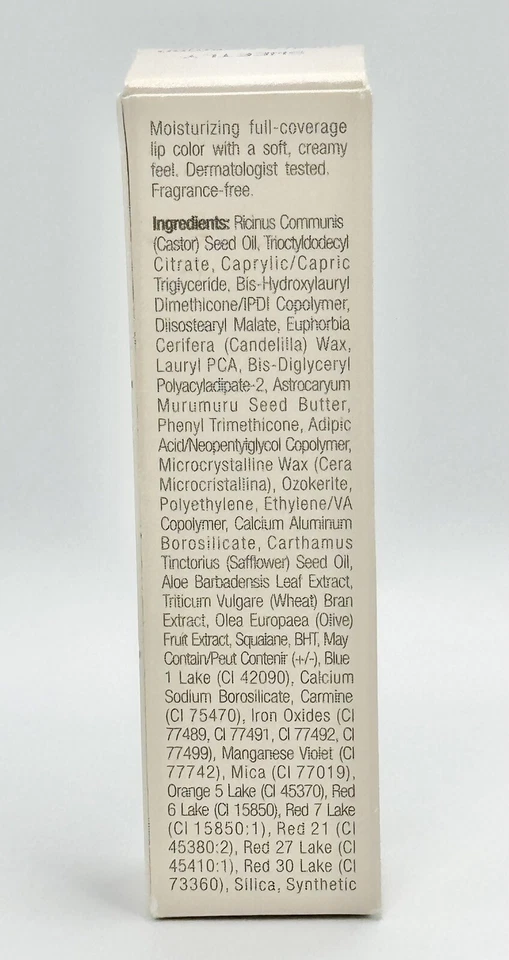 Moisturizing full-coverage
lip color with a soft, creamy
feel. Dermatologist tested.
Fragrance-free.
Ingredients: Ricinus Communis
(Castor) Seed Oil, Trioctyldodecyl
Citrate, Caprylic/Capric
Triglyceride, Bis-Hydroxylauryl
Dimethicone/IPDI Copolymer,
Diisostearyl Malate, Euphorbia
Cerifera (Candelilla) Wax,
Lauryl PCA, Bis-Diglyceryl
Polyacyladipate-2, Astrocaryum
Murumuru Seed Butter,
Phenyl Trimethicone, Adipic
Acid/Neopentylglycol Copolymer,
Microcrystalline Wax (Cera
Microcristallina), Ozokerite,
Polyethylene, Ethylene/VA
Copolymer, Calcium Aluminum
Borosilicate, Carthamus
Tinctorius (Safflower) Seed Oil,
Aloe Barbadensis Leaf Extract,
Triticum Vulgare (Wheat) Bran
Extract, Olea Europaea (Olive)
Fruit Extract, Squalane, BHT, May
Contain/Peut Contenir (+/-), Blue
1 Lake (CI 42090), Calcium
Sodium Borosilicate, Carmine
(CI 75470), Iron Oxides (CI
77489, CI 77491, CI 77492, CI
77499), Manganese Violet (CI
77742), Mica (CI 77019),
Orange 5 Lake (CI 45370), Red
6 Lake (CI 15850), Red 7 Lake
(CI 15850:1), Red 21 (CI
45380:2), Red 27 Lake (CI
45410:1), Red 30 Lake (CI
73360), Silica, Synthetic